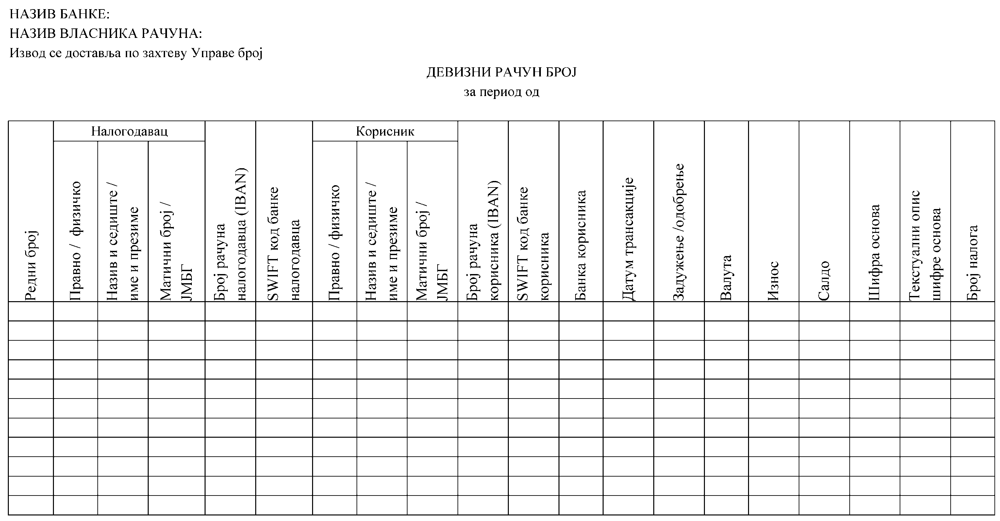 НАЗИВ БАНКЕ:
НАЗИВ ВЛАСНИКА РАЧУНА:
Извод се доставља по захтеву Управе број
ДЕВИЗНИ РАЧУН БРОЈ
за период од
Налогодавац
Корисник
Редни број
Правно / физичко
Назив и седиште /
име и презиме
Матични број /
ЈМБГ
Број рачуна
налогодавца (IBAN)
SWIFT код банке
налогодавца
Правно / физичко
Назив и седиште /
име и презиме
Матични број /
ЈМБГ
Број рачуна
корисника (IBAN)
SWIFT код банке
корисника
Банка корисника
Датум трансакције
Задужење /одобрење
Валута
Износ
Салдо
Шифра основа
Текстуални опис
шифре основа
Број налога